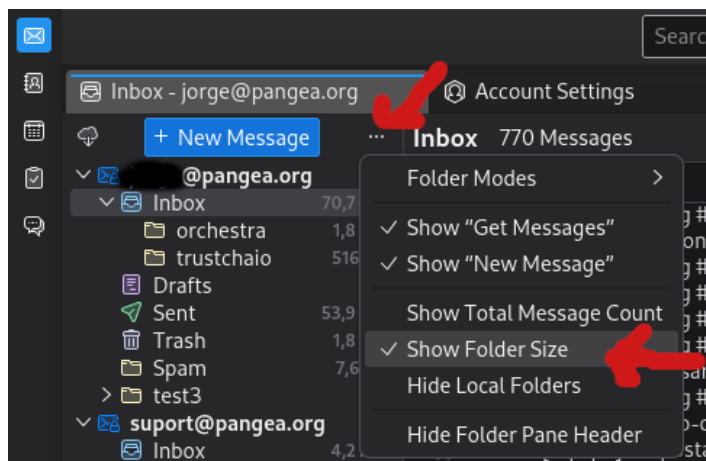 Searc
Inbox - jorge@pangea.org
Account Settings
+ New Message
Inbox 770 Messages
@pangea.org
Folder Modes
Inbox 70,7
Show “Get Messages”
orchestra 1,8
Show “New Message”
trustchaio 516
Drafts
Sent 53,9
Show Total Message Count
Trash 1,8
Show Folder Size
Spam 7,6
Hide Local Folders
test3
suport@pangea.org
Hide Folder Pane Header
Inbox 4,2